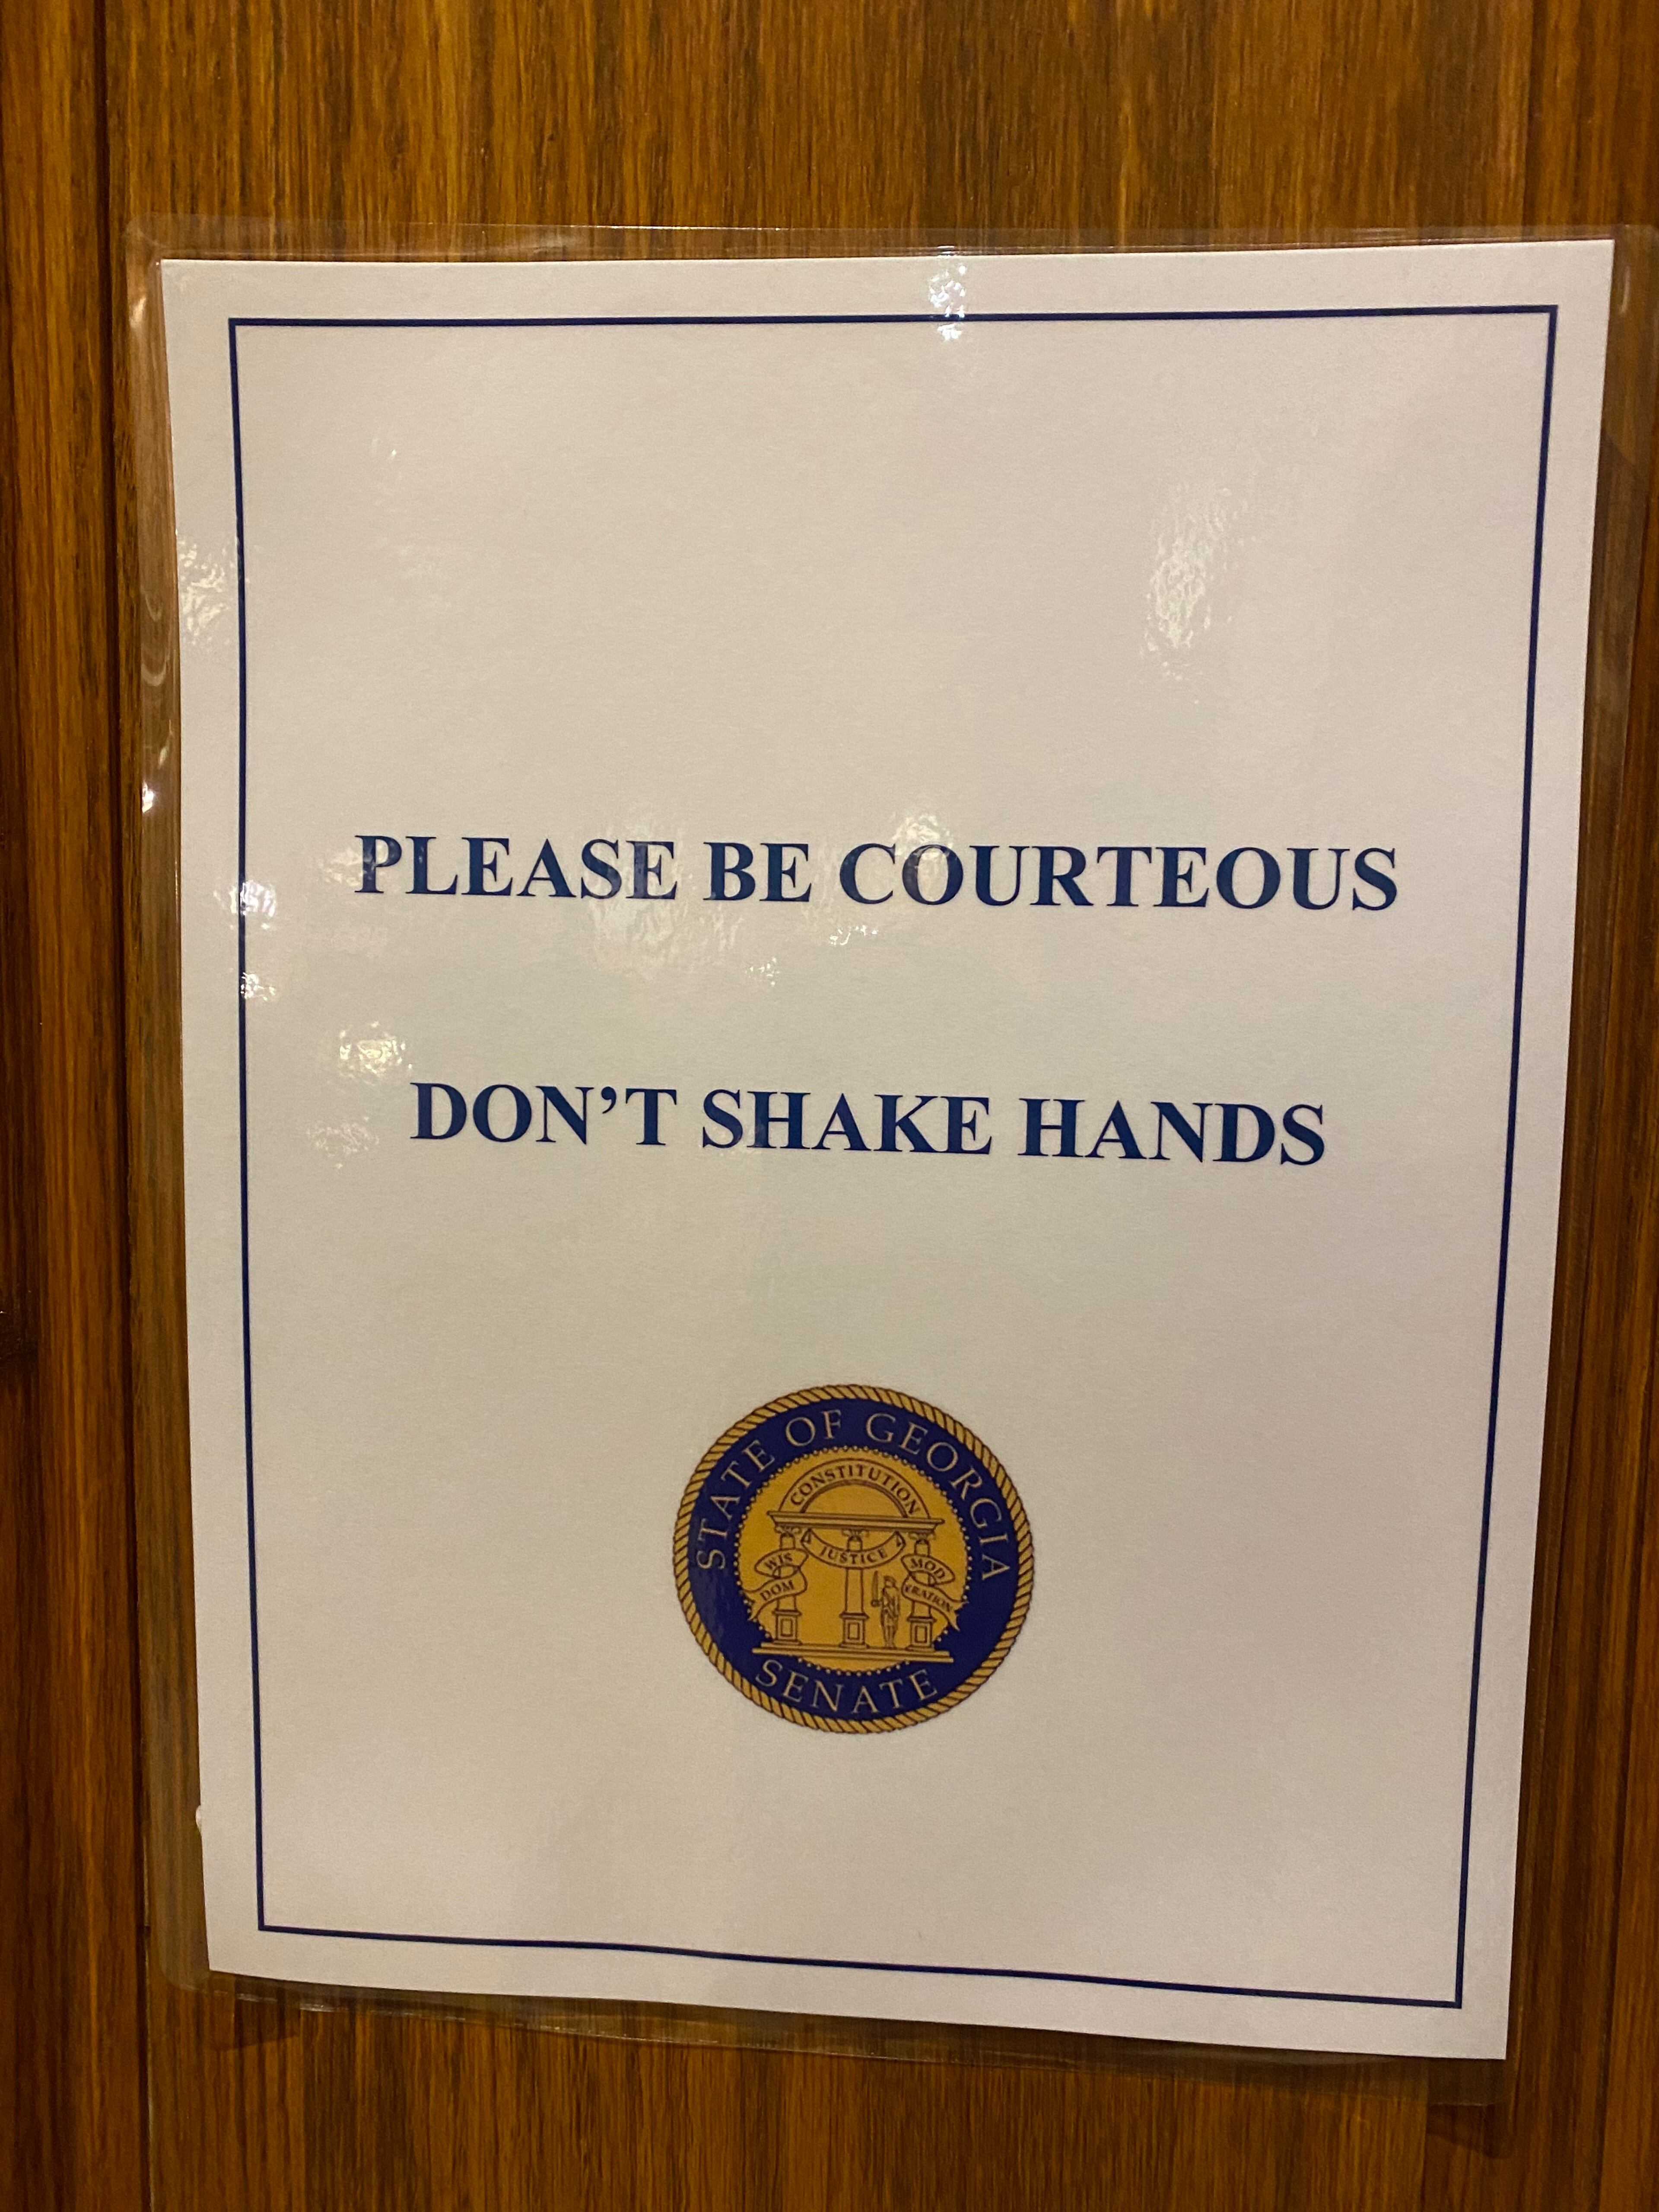 PLEASE BE COURTEOUS
DON’T SHAKE HANDS
STATE OF GEORGIA
CONSTITUTION
JUSTICE
WIS
DOM
MOD
ERATION
SENATE